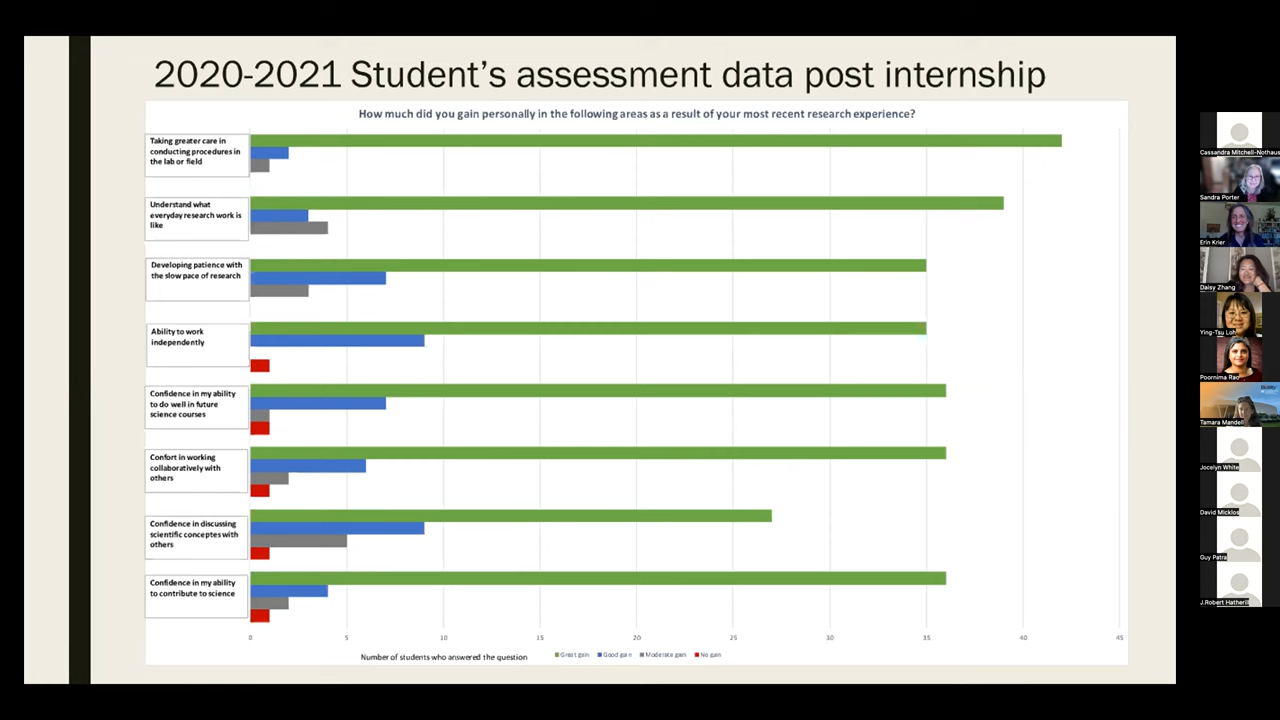 2020-2021 Student's assessment data post internship
How much did you gain personally in the following areas as a result of your most recent research experience?
Taking greater care in
conducting procedures in
the lab or field
Understand what
everyday research work is
like
Developing patience with
the slow pace of research
Ability to work
independently
Confidence in my ability
to do well in future
science courses
Confort in working
collaboratively with
others
Confidence in discussing
scientific conceptes with
others
Confidence in my ability
to contribute to science
0 5 10 15 20 25 30 35 40 45
Number of students who answered the question
Great gain Good gain Moderate gain No gain
Cassandra Mitchell-Nothaus
Sandra Porter
Erin Krier
Daisy Zhang
Ying-Tsu Loh
Poornima Rao
Tamara Mandell
Jocelyn White
David Micklos
Guy Patra
J.Robert Hatherill